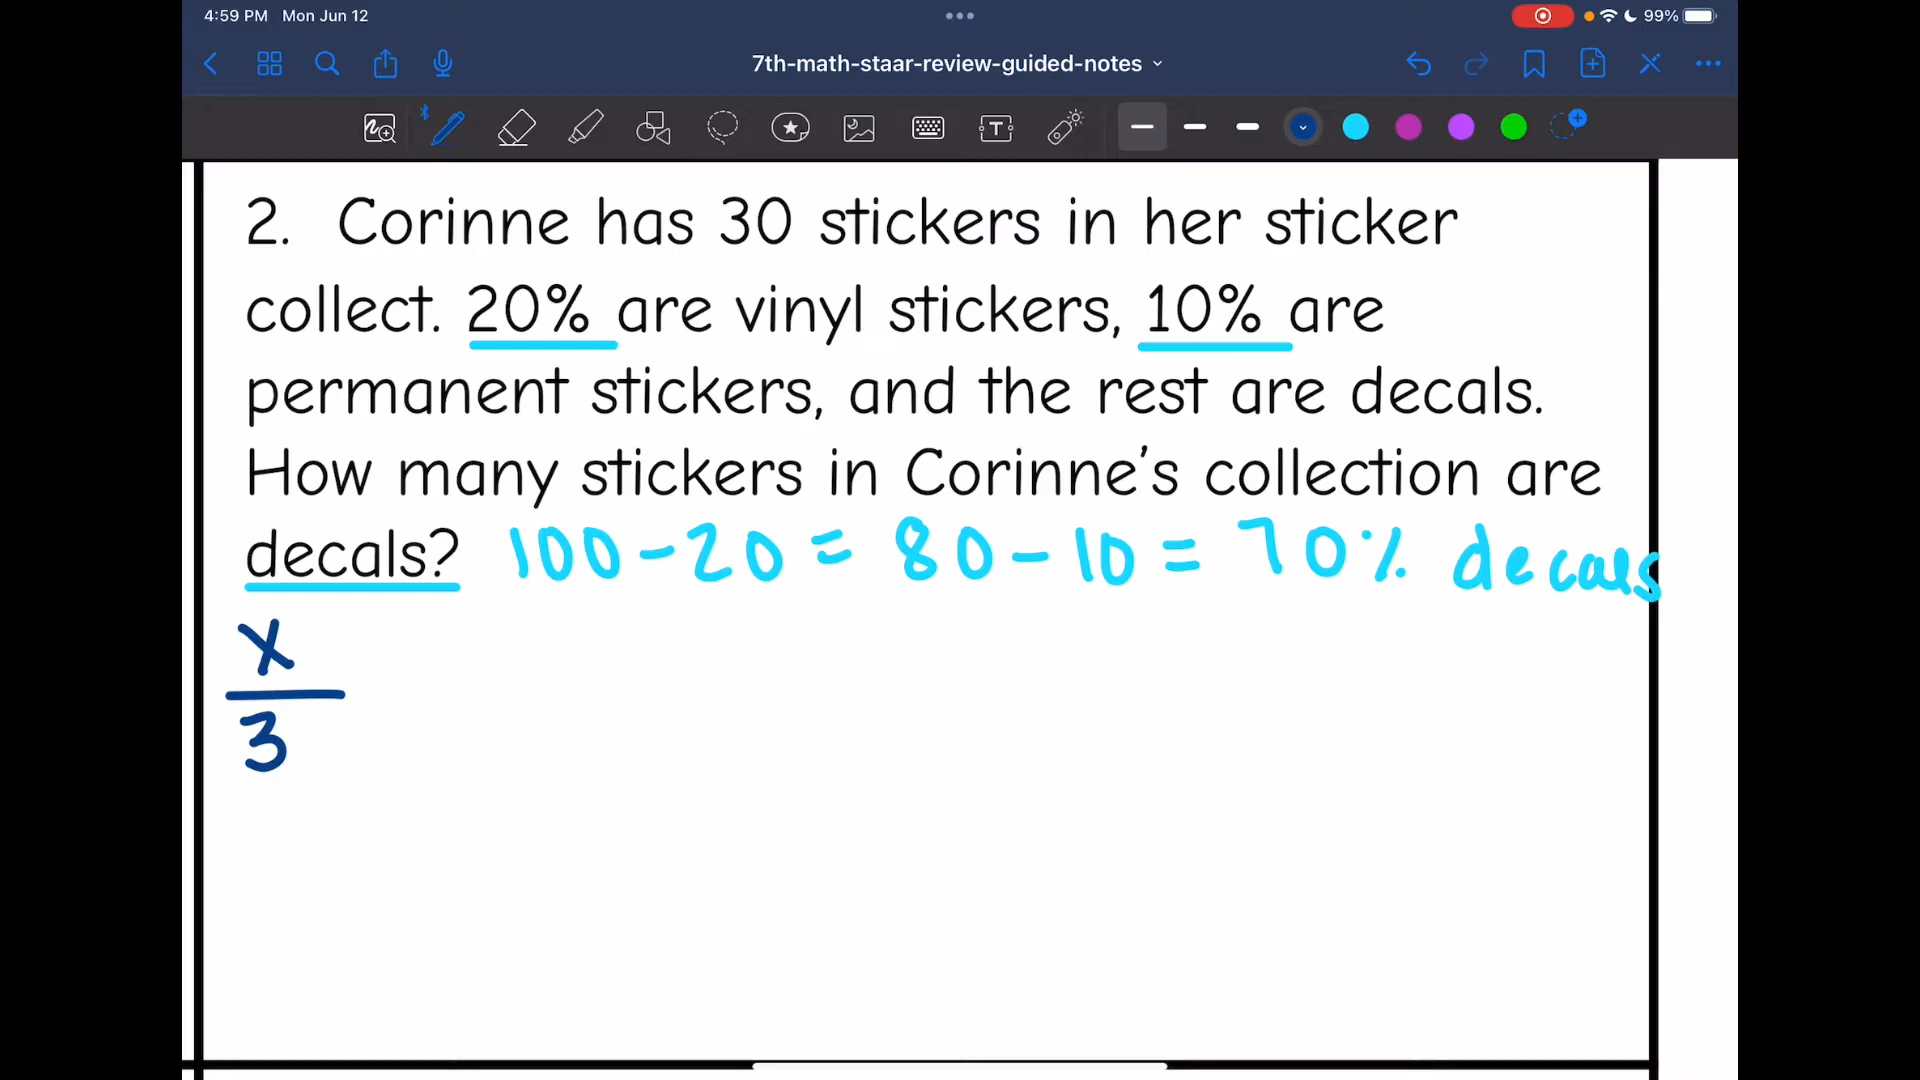 4:59 PM Mon Jun 12
99%
7th-math-staar-review-guided-notes
2. Corinne has 30 stickers in her sticker
collect. 20% are vinyl stickers, 10% are
permanent stickers, and the rest are decals.
How many stickers in Corinne's collection are
decals? 100-20 = 80-10 = 70% decals
x
3